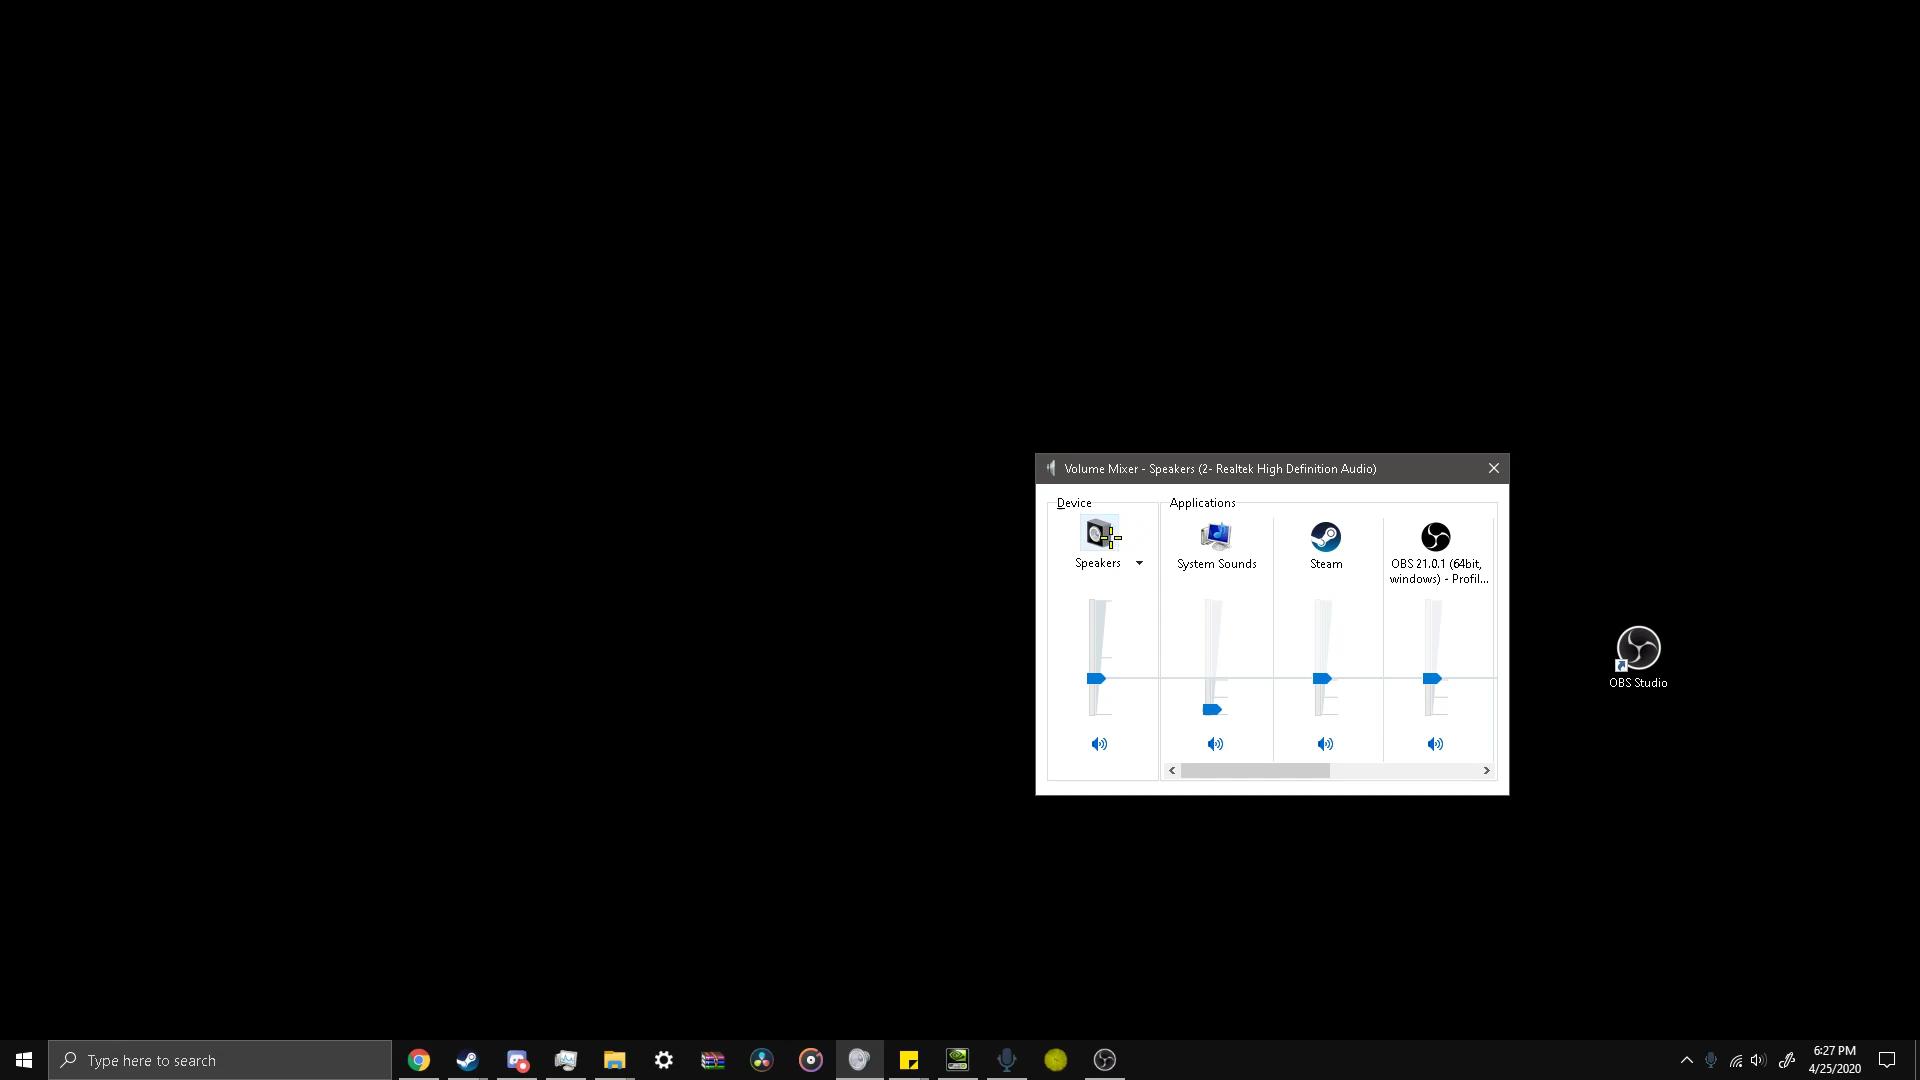 Volume Mixer - Speakers (2- Realtek High Definition Audio)
Device
Applications
Speakers
System Sounds
Steam
OBS 21.0.1 (64bit,
windows) - Profil...
OBS Studio
Type here to search
6:27 PM
4/25/2020